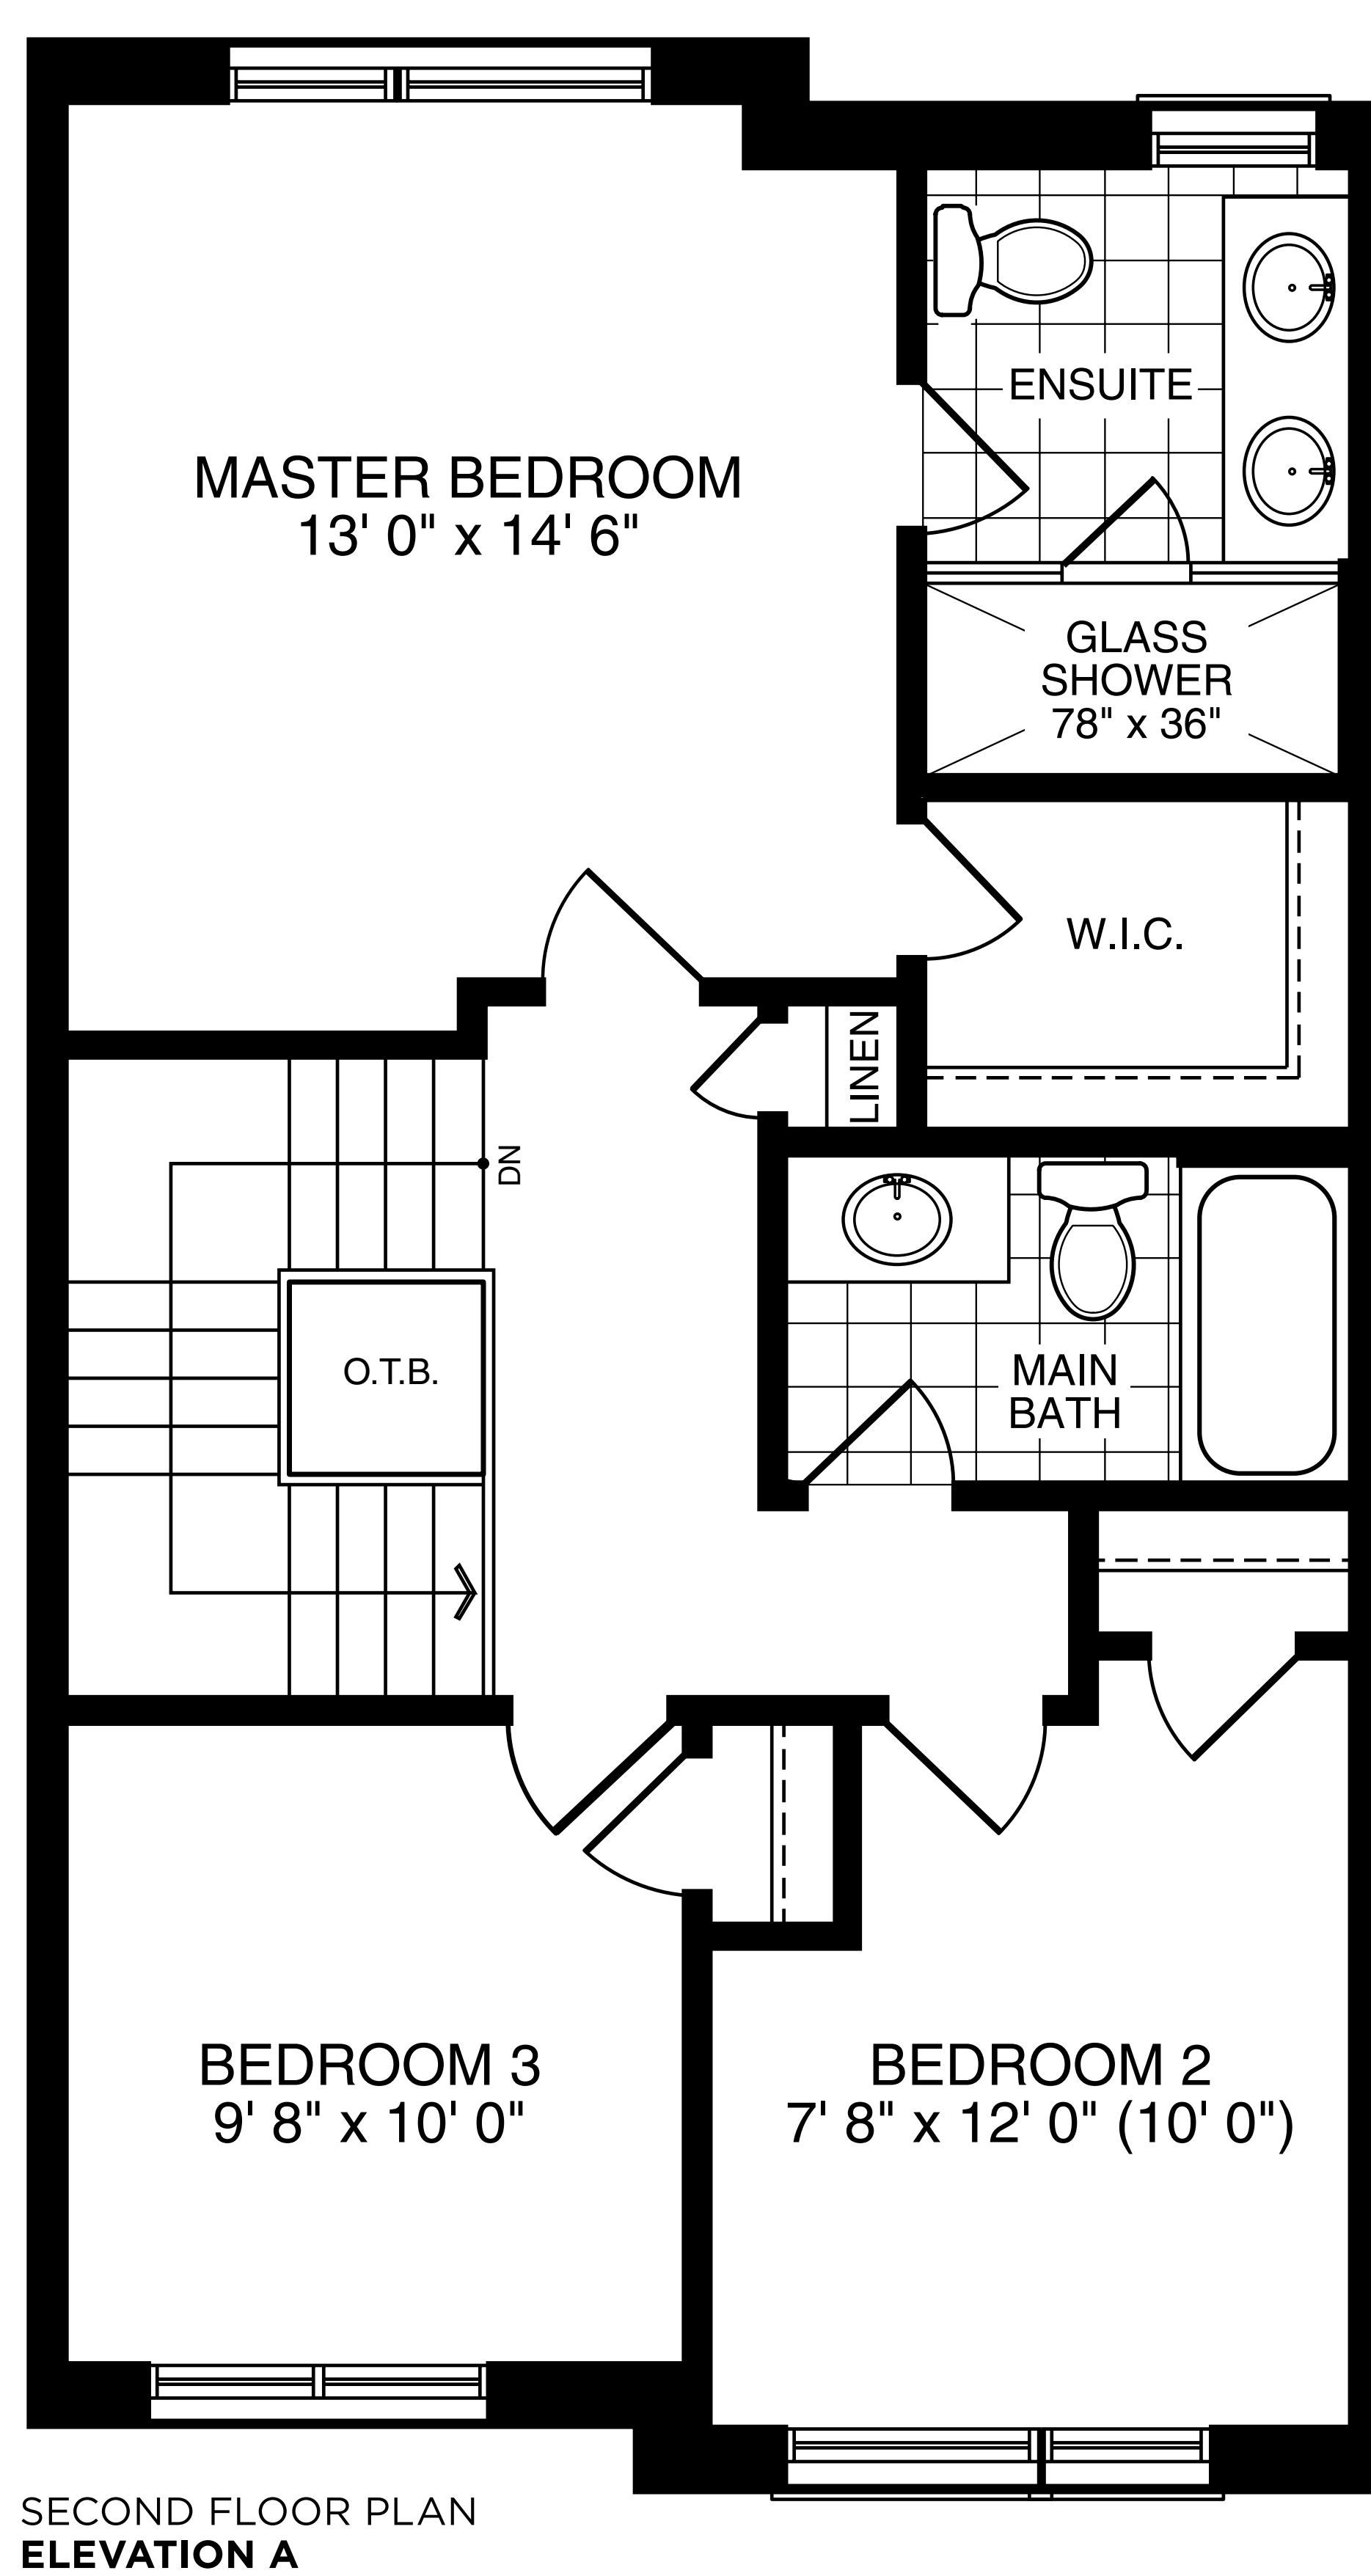 ENSUITE
MASTER BEDROOM
13' 0" x 14' 6"
GLASS
SHOWER
78" x 36"
W.I.C.
LINEN
DN
O.T.B.
MAIN
BATH
BEDROOM 3
9' 8" x 10' 0"
BEDROOM 2
7' 8" x 12' 0" (10' 0")
SECOND FLOOR PLAN
ELEVATION A